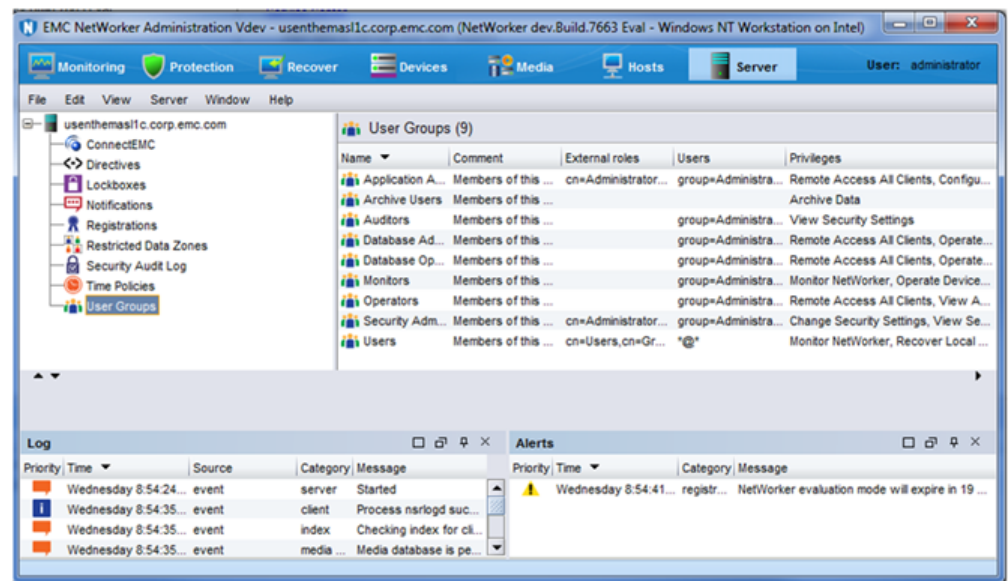 EMC NetWorker Administration Vdev - usenthemasl1c.corp.emc.com (NetWorker dev.Build.7663 Eval - Windows NT Workstation on Intel)
Monitoring Protection Recover Devices Media Hosts Server User: administrator
File Edit View Server Window Help
usenthemasl1c.corp.emc.com
ConnectEMC
Directives
Lockboxes
Notifications
Registrations
Restricted Data Zones
Security Audit Log
Time Policies
User Groups
User Groups (9)
Name Comment External roles Users Privileges
Application A... Members of this ... cn=Administrator... group=Administra... Remote Access All Clients, Configu...
Archive Users Members of this ... Archive Data
Auditors Members of this ... group=Administra... View Security Settings
Database Ad... Members of this ... group=Administra... Remote Access All Clients, Operate...
Database Op... Members of this ... group=Administra... Remote Access All Clients, Operate...
Monitors Members of this ... group=Administra... Monitor NetWorker, Operate Device...
Operators Members of this ... group=Administra... Remote Access All Clients, View A...
Security Adm... Members of this ... cn=Administrator... group=Administra... Change Security Settings, View Se...
Users Members of this ... cn=Users,cn=Gr... *@* Monitor NetWorker, Recover Local ...
Log
Priority Time Source Category Message
Wednesday 8:54:24... event server Started
Wednesday 8:54:35... event client Process nsrlogd suc...
Wednesday 8:54:35... event index Checking index for cli...
Wednesday 8:54:35... event media ... Media database is pe...
Alerts
Priority Time Category Message
Wednesday 8:54:41... registr... NetWorker evaluation mode will expire in 19 ...